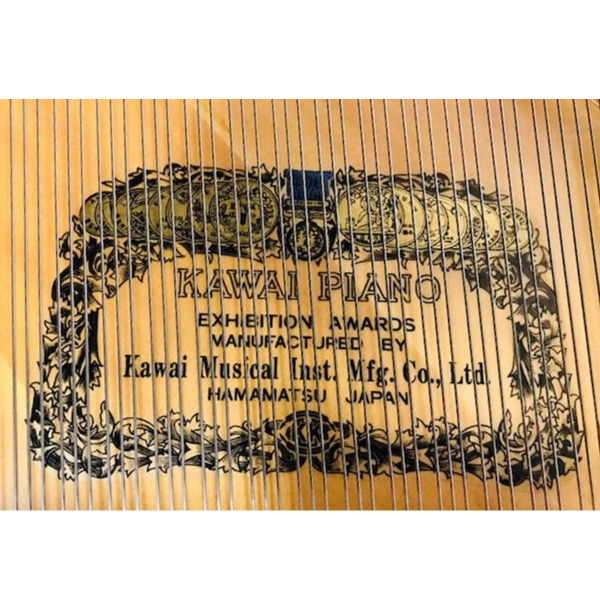 KAWAI PIANO
EXHIBITION AWARDS
MANUFACTURED BY
Kawai Musical Inst. Mfg. Co., Ltd.
HAMAMATSU JAPAN